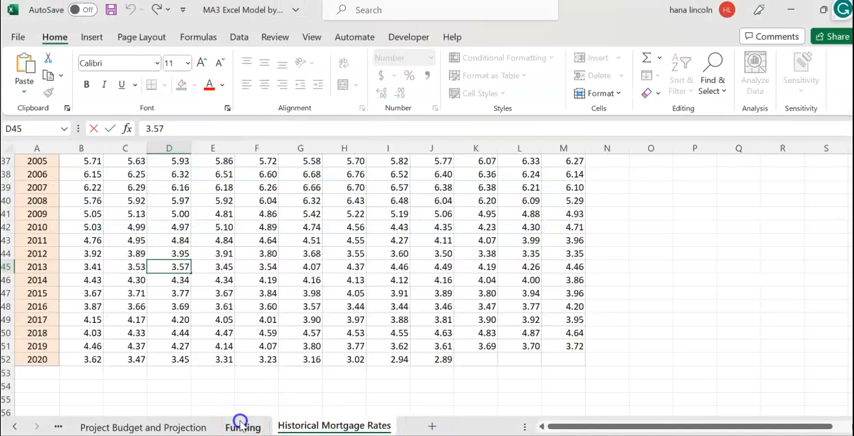 AutoSave Off MA3 Excel Model by... Search hana lincoln HL
File Home Insert Page Layout Formulas Data Review View Automate Developer Help Comments Share
Paste Calibri 11 A A Number Conditional Formatting Insert Sort & Filter Find & Select Analyze Data Sensitivity
B I U A $ % Format as Table Delete
Cell Styles Format
Clipboard Font Alignment Number Styles Cells Editing Analysis Sensitivity
D45 fx 3.57
A B C D E F G H I J K L M N O P Q R S
37 2005 5.71 5.63 5.93 5.86 5.72 5.58 5.70 5.82 5.77 6.07 6.33 6.27
38 2006 6.15 6.25 6.32 6.51 6.60 6.68 6.76 6.52 6.40 6.36 6.24 6.14
39 2007 6.22 6.29 6.16 6.18 6.26 6.66 6.70 6.57 6.38 6.38 6.21 6.10
40 2008 5.76 5.92 5.97 5.92 6.04 6.32 6.43 6.48 6.04 6.20 6.09 5.29
41 2009 5.05 5.13 5.00 4.81 4.86 5.42 5.22 5.19 5.06 4.95 4.88 4.93
42 2010 5.03 4.99 4.97 5.10 4.89 4.74 4.56 4.43 4.35 4.23 4.30 4.71
43 2011 4.76 4.95 4.84 4.84 4.64 4.51 4.55 4.27 4.11 4.07 3.99 3.96
44 2012 3.92 3.89 3.95 3.91 3.80 3.68 3.55 3.60 3.50 3.38 3.35 3.35
45 2013 3.41 3.53 3.57 3.45 3.54 4.07 4.37 4.46 4.49 4.19 4.26 4.46
46 2014 4.43 4.30 4.34 4.34 4.19 4.16 4.13 4.12 4.16 4.04 4.00 3.86
47 2015 3.67 3.71 3.77 3.67 3.84 3.98 4.05 3.91 3.89 3.80 3.94 3.96
48 2016 3.87 3.66 3.69 3.61 3.60 3.57 3.44 3.44 3.46 3.47 3.77 4.20
49 2017 4.15 4.17 4.20 4.05 4.01 3.90 3.97 3.88 3.81 3.90 3.92 3.95
50 2018 4.03 4.33 4.44 4.47 4.59 4.57 4.53 4.55 4.63 4.83 4.87 4.64
51 2019 4.46 4.37 4.27 4.14 4.07 3.80 3.77 3.62 3.61 3.69 3.70 3.72
52 2020 3.62 3.47 3.45 3.31 3.23 3.16 3.02 2.94 2.89
53
54
55
56
Project Budget and Projection Funding Historical Mortgage Rates